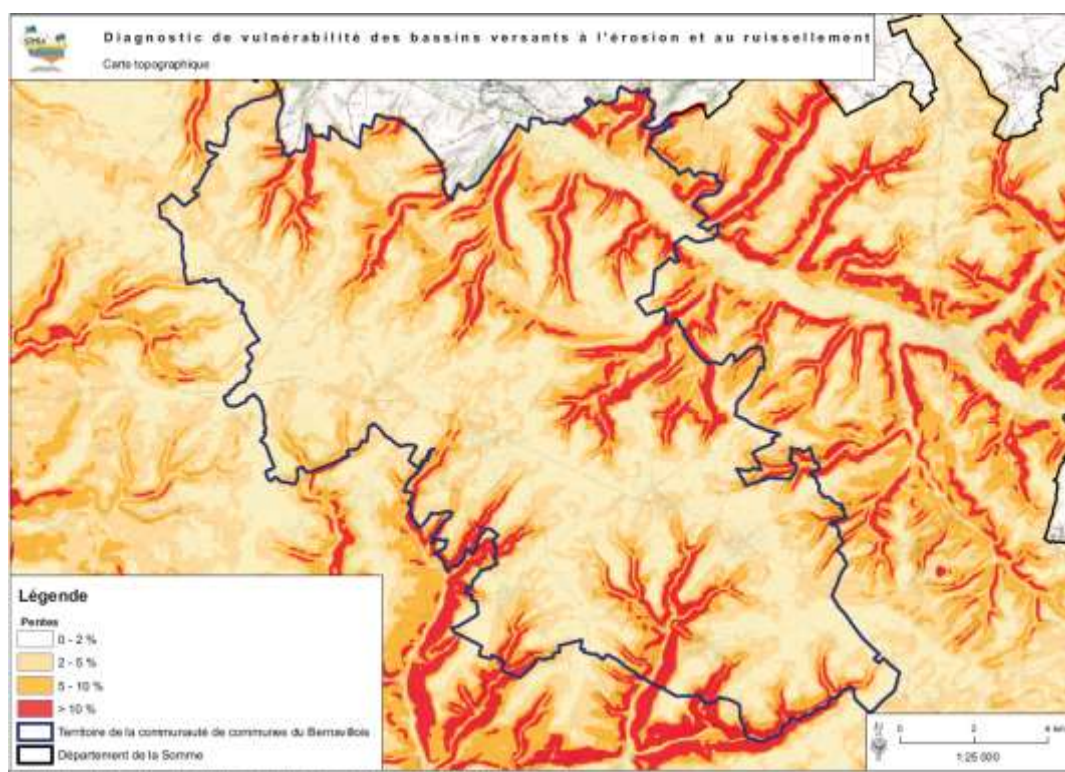 Diagnostic de vulnérabilité des bassins versants à l'érosion et au ruissellement
Carte topographique
Légende
Pentes
0 - 2 %
2 - 5 %
5 - 10 %
> 10 %
Territoire de la communauté de communes du Bernavillois
Département de la Somme
N
0 2 4 km
1:25 000